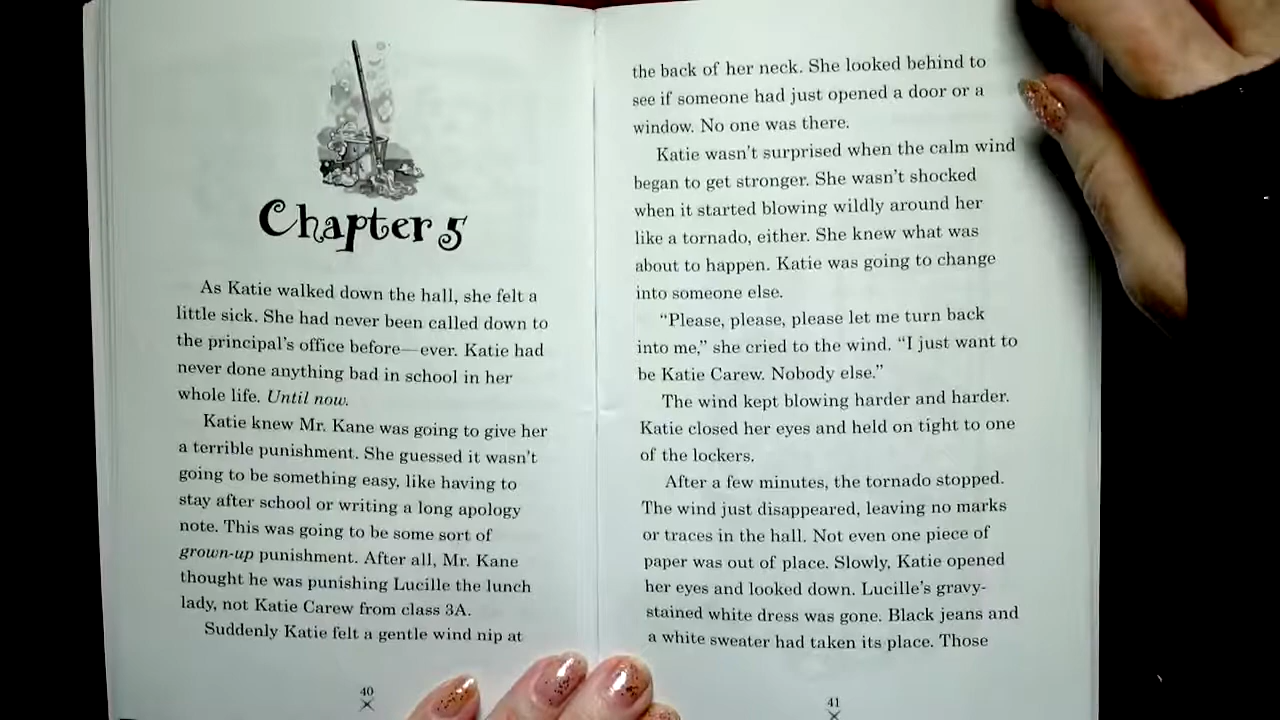 Chapter 5
As Katie walked down the hall, she felt a
little sick. She had never been called down to
the principal's office before—ever. Katie had
never done anything bad in school in her
whole life. Until now.
Katie knew Mr. Kane was going to give her
a terrible punishment. She guessed it wasn't
going to be something easy, like having to
stay after school or writing a long apology
note. This was going to be some sort of
grown-up punishment. After all, Mr. Kane
thought he was punishing Lucille the lunch
lady, not Katie Carew from class 3A.
Suddenly Katie felt a gentle wind nip at
40
the back of her neck. She looked behind to
see if someone had just opened a door or a
window. No one was there.
Katie wasn't surprised when the calm wind
began to get stronger. She wasn't shocked
when it started blowing wildly around her
like a tornado, either. She knew what was
about to happen. Katie was going to change
into someone else.
"Please, please, please let me turn back
into me," she cried to the wind. "I just want to
be Katie Carew. Nobody else."
The wind kept blowing harder and harder.
Katie closed her eyes and held on tight to one
of the lockers.
After a few minutes, the tornado stopped.
The wind just disappeared, leaving no marks
or traces in the hall. Not even one piece of
paper was out of place. Slowly, Katie opened
her eyes and looked down. Lucille's gravy-
stained white dress was gone. Black jeans and
a white sweater had taken its place. Those
41